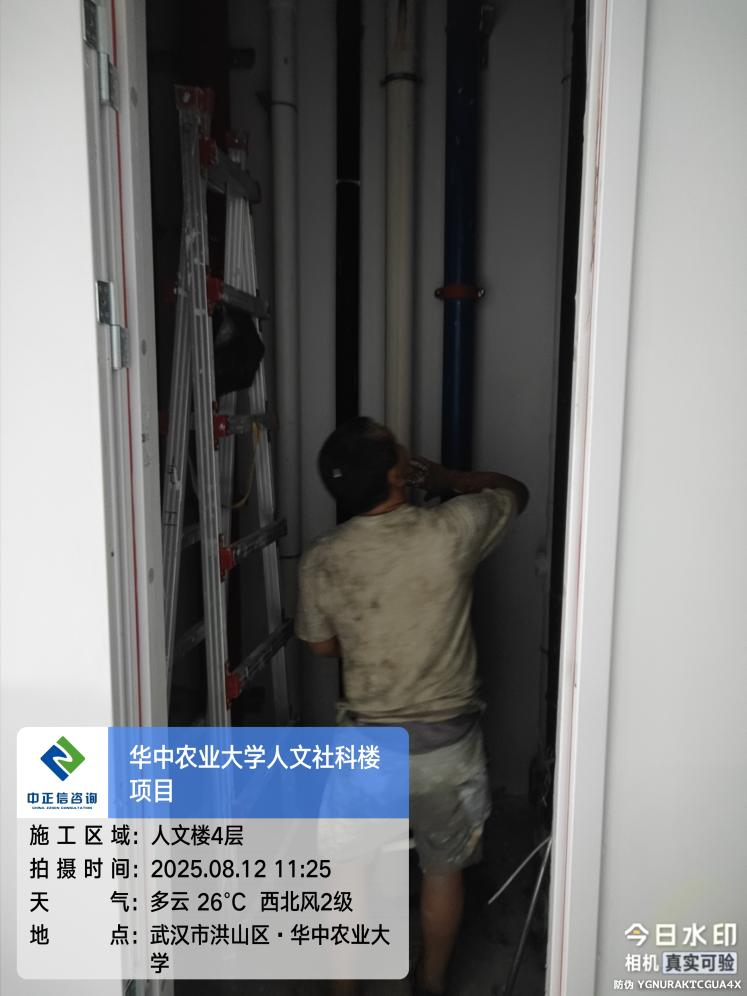 中正信咨询
华中农业大学人文社科楼
项目
施工区域：人文楼4层
拍摄时间：2025.08.12 11:25
天气：多云 26℃ 西北风2级
地点：武汉市洪山区·华中农业大
学
今日水印
相机 真实可验
防伪 YGNURAKTCGUA4X